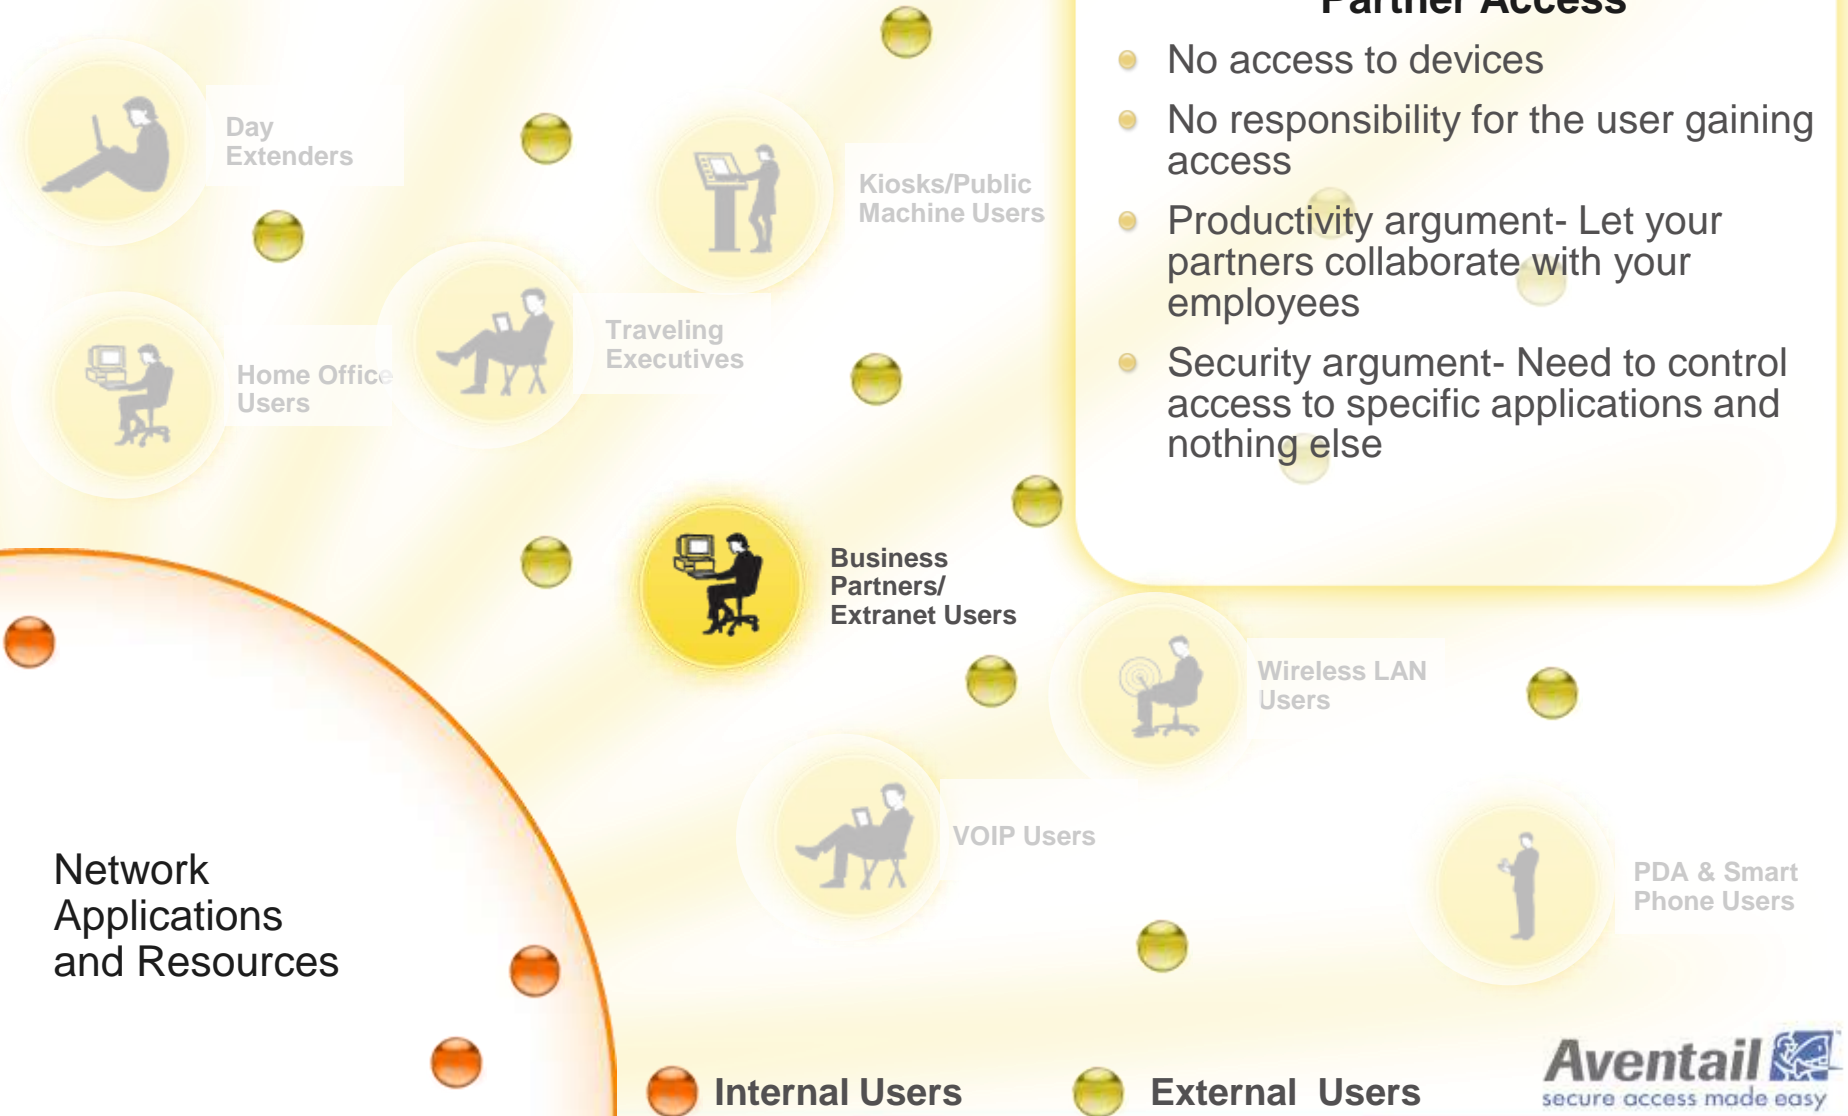 Partner Access
No access to devices
No responsibility for the user gaining
access
Productivity argument- Let your
partners collaborate with your
employees
Security argument- Need to control
access to specific applications and
nothing else
Day
Extenders
Kiosks/Public
Machine Users
Traveling
Executives
Home Office
Users
Business
Partners/
Extranet Users
Wireless LAN
Users
VOIP Users
PDA & Smart
Phone Users
Network
Applications
and Resources
Internal Users
External Users
Aventail
secure access made easy